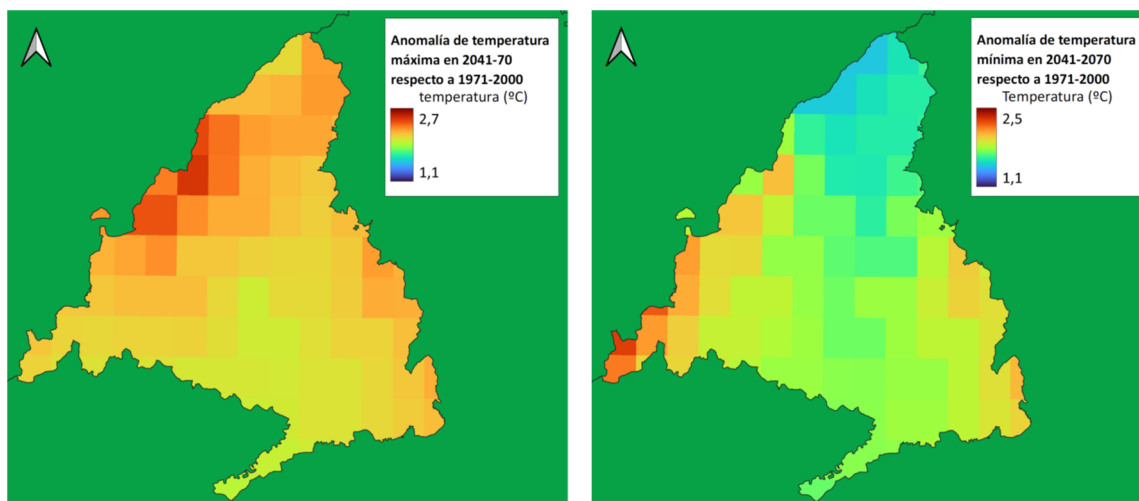 Anomalía de temperatura
máxima en 2041-70
respecto a 1971-2000
temperatura (ºC)
2,7
1,1
Anomalía de temperatura
mínima en 2041-2070
respecto a 1971-2000
Temperatura (ºC)
2,5
1,1